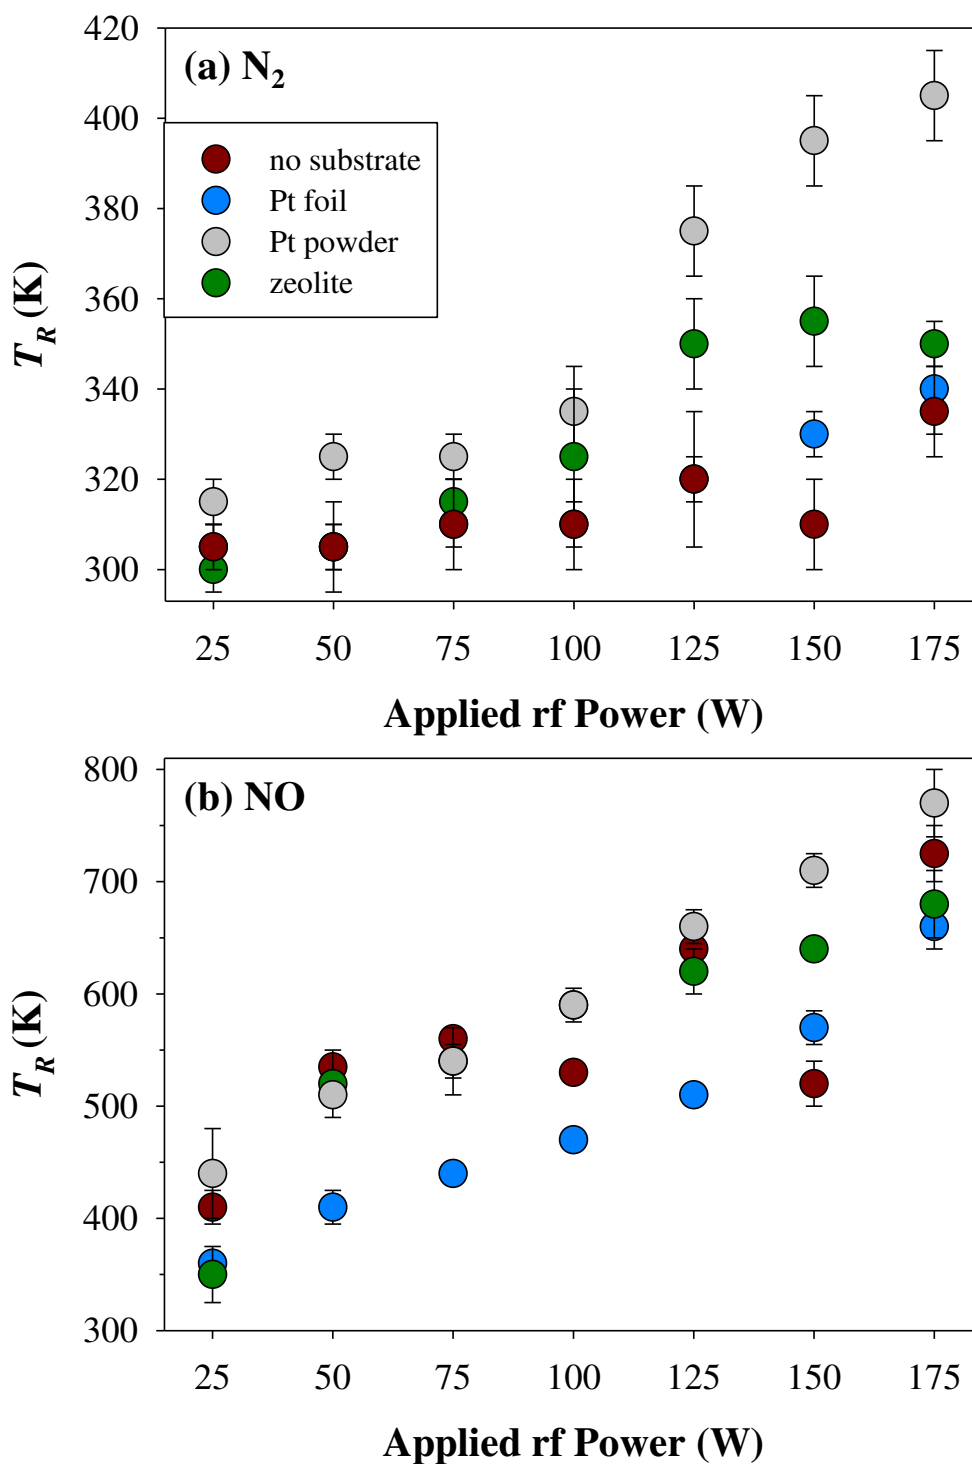 420
(a) N₂
400
no substrate
Pt foil
380
Pt powder
zeolite
360
340
320
300
T_R (K)
25 50 75 100 125 150 175
Applied rf Power (W)
800
(b) NO
700
600
500
400
300
T_R (K)
25 50 75 100 125 150 175
Applied rf Power (W)